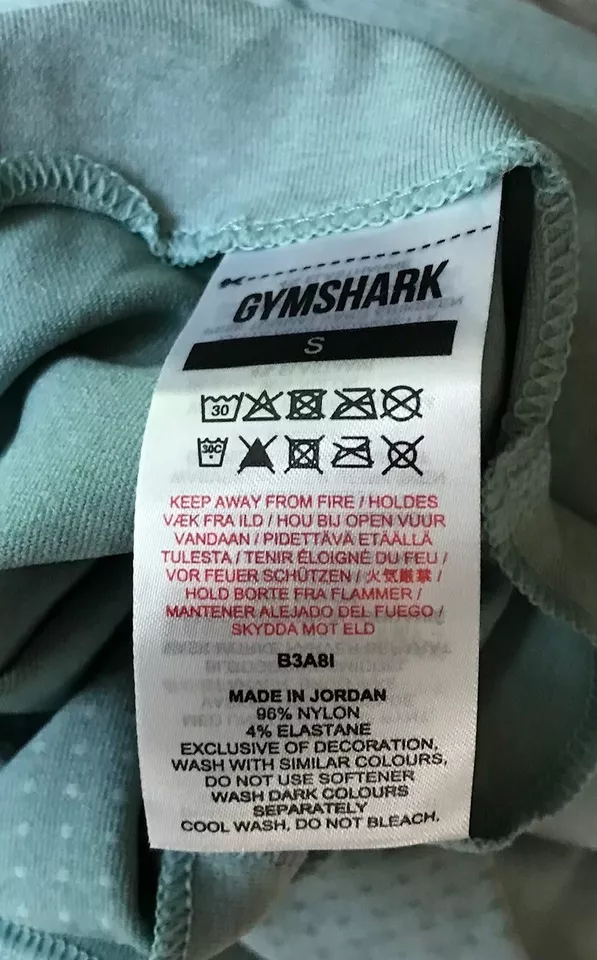 GYMSHARK
S
30
30C
KEEP AWAY FROM FIRE / HOLDES
VÆK FRA ILD / HOU BIJ OPEN VUUR
VANDAAN / PIDETTÄVÄ ETÄÄLLÄ
TULESTA / TENIR ÉLOIGNÉ DU FEU /
VOR FEUER SCHÜTZEN / 火気厳禁 /
HOLD BORTE FRA FLAMMER /
MANTENER ALEJADO DEL FUEGO /
SKYDDA MOT ELD
B3A8I
MADE IN JORDAN
96% NYLON
4% ELASTANE
EXCLUSIVE OF DECORATION,
WASH WITH SIMILAR COLOURS,
DO NOT USE SOFTENER
WASH DARK COLOURS
SEPARATELY
COOL WASH, DO NOT BLEACH.